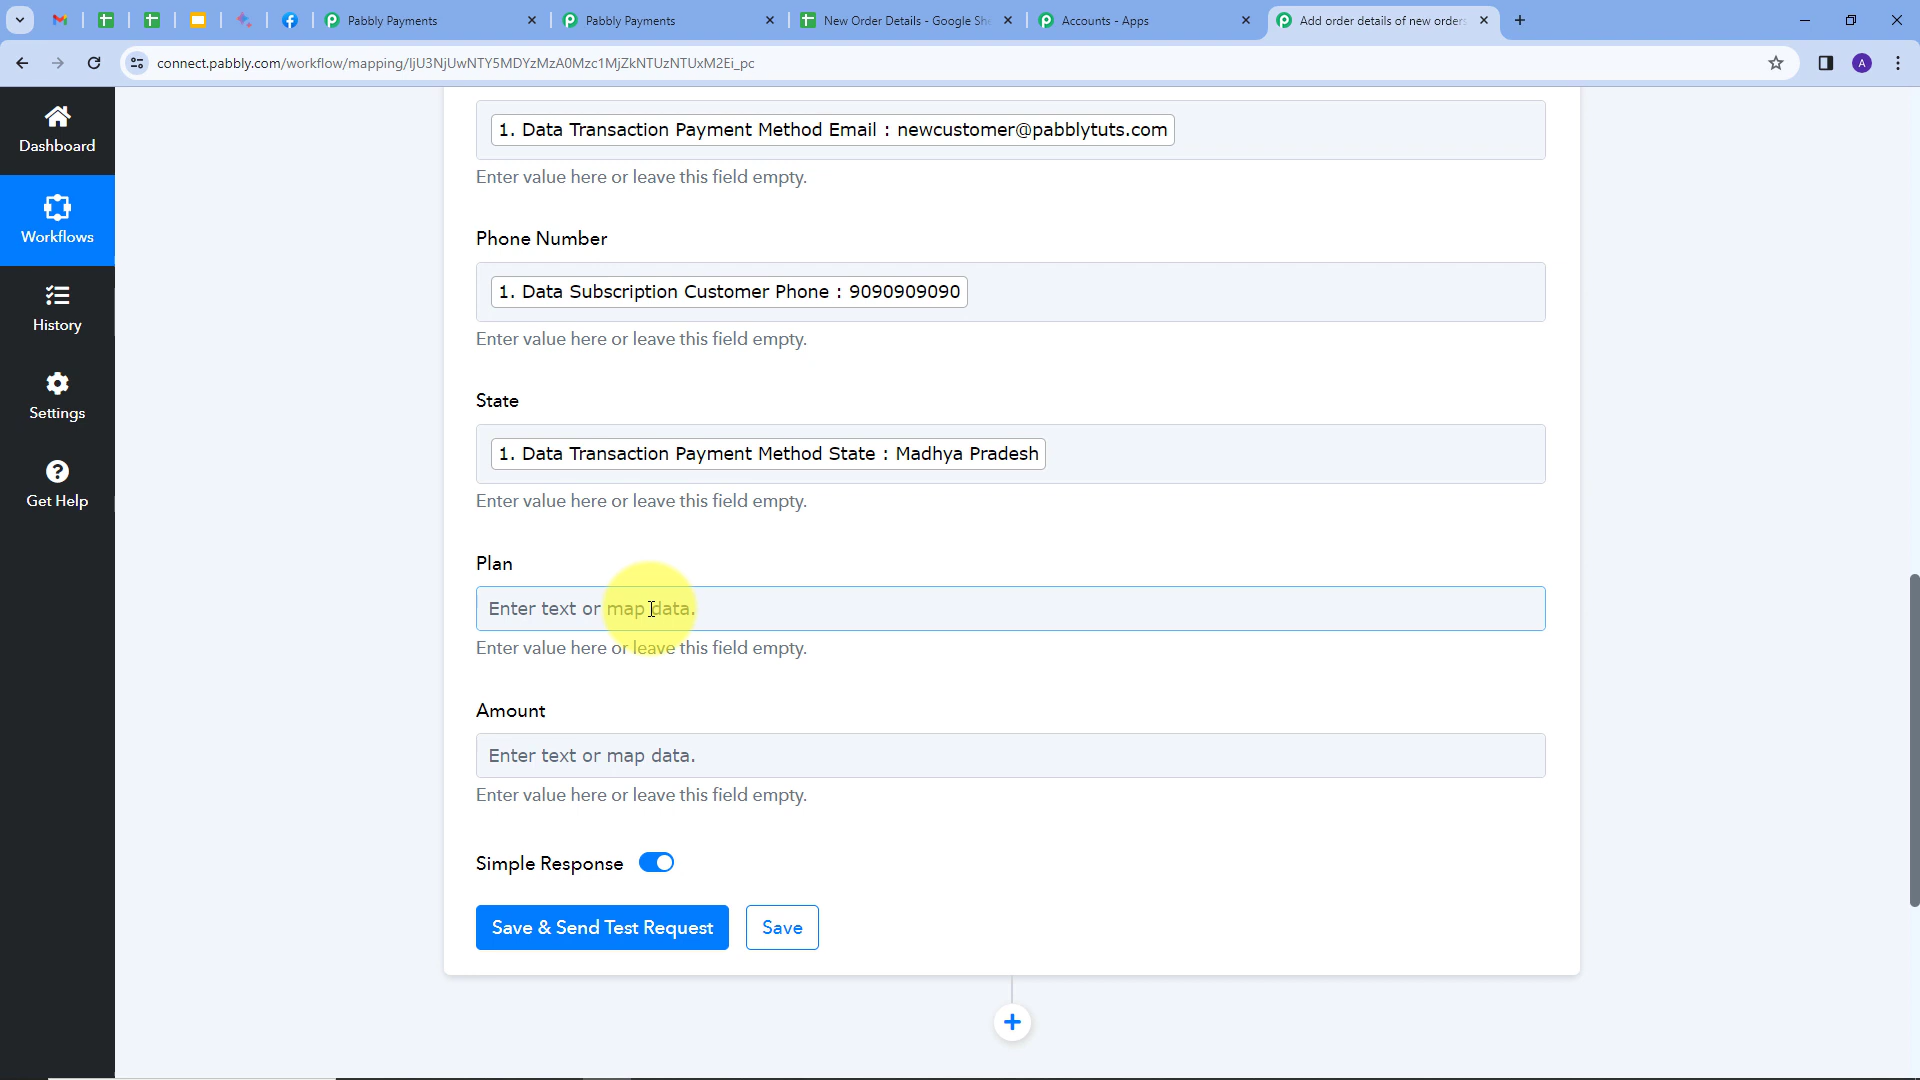 Pabbly Payments
Pabbly Payments
New Order Details - Google She
Accounts - Apps
Add order details of new orders
connect.pabbly.com/workflow/mapping/IjU3NjUwNTY5MDYzMzA0Mzc1MjZkNTUzNTUxM2Ei_pc
A
Dashboard
Workflows
History
Settings
Get Help
1. Data Transaction Payment Method Email : newcustomer@pabblytuts.com
Enter value here or leave this field empty.
Phone Number
1. Data Subscription Customer Phone : 9090909090
Enter value here or leave this field empty.
State
1. Data Transaction Payment Method State : Madhya Pradesh
Enter value here or leave this field empty.
Plan
Enter text or map data.
Enter value here or leave this field empty.
Amount
Enter text or map data.
Enter value here or leave this field empty.
Simple Response
Save & Send Test Request
Save